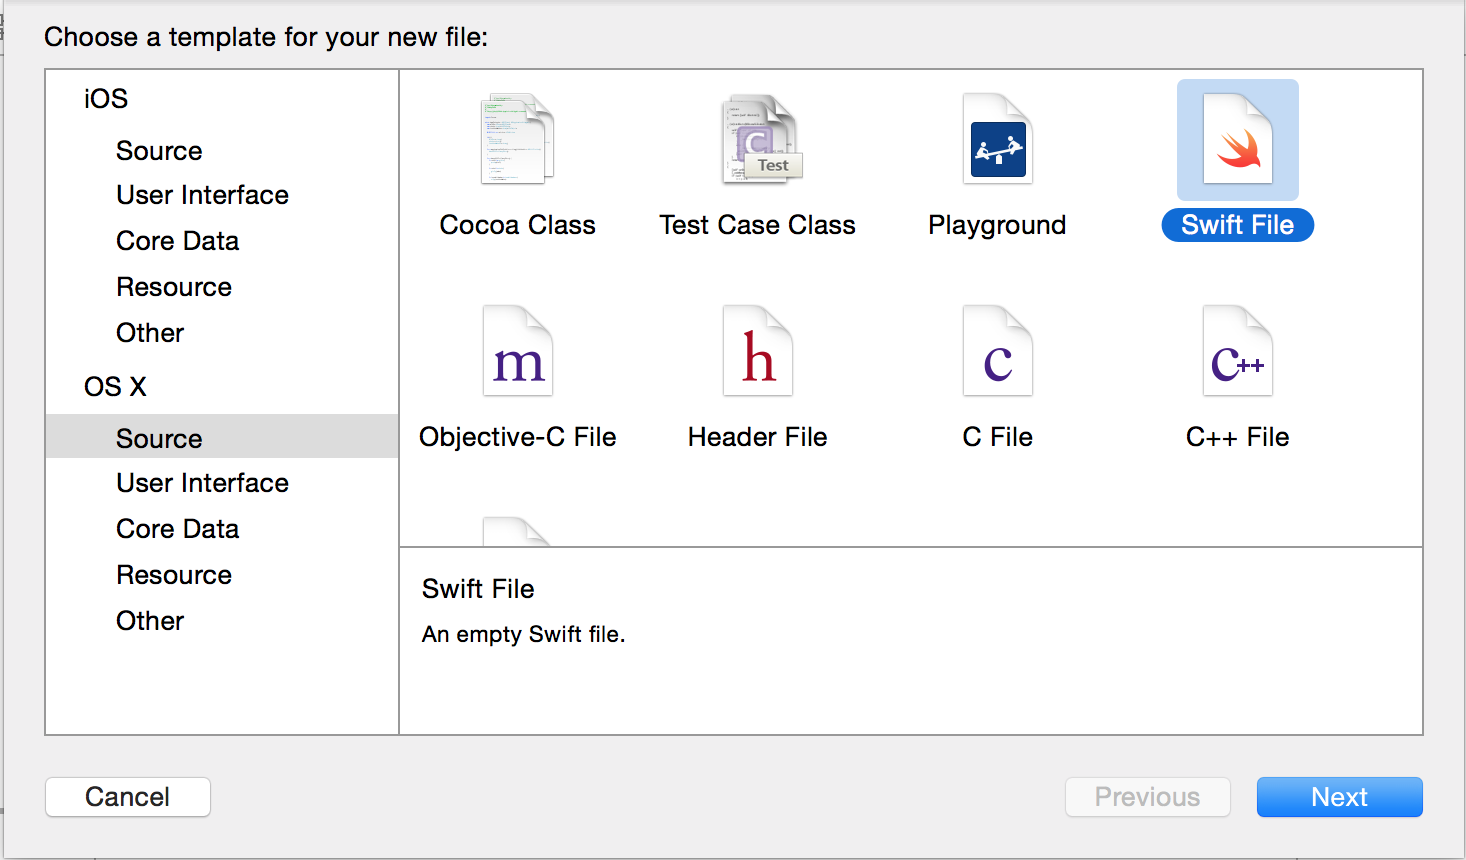 Choose a template for your new file:
iOS
Source
User Interface
Core Data
Resource
Other
OS X
Source
User Interface
Core Data
Resource
Other
Cocoa Class
C
Test
Test Case Class
Playground
Swift File
m
Objective-C File
h
Header File
c
C File
C++
C++ File
Swift File
An empty Swift file.
Cancel
Previous
Next